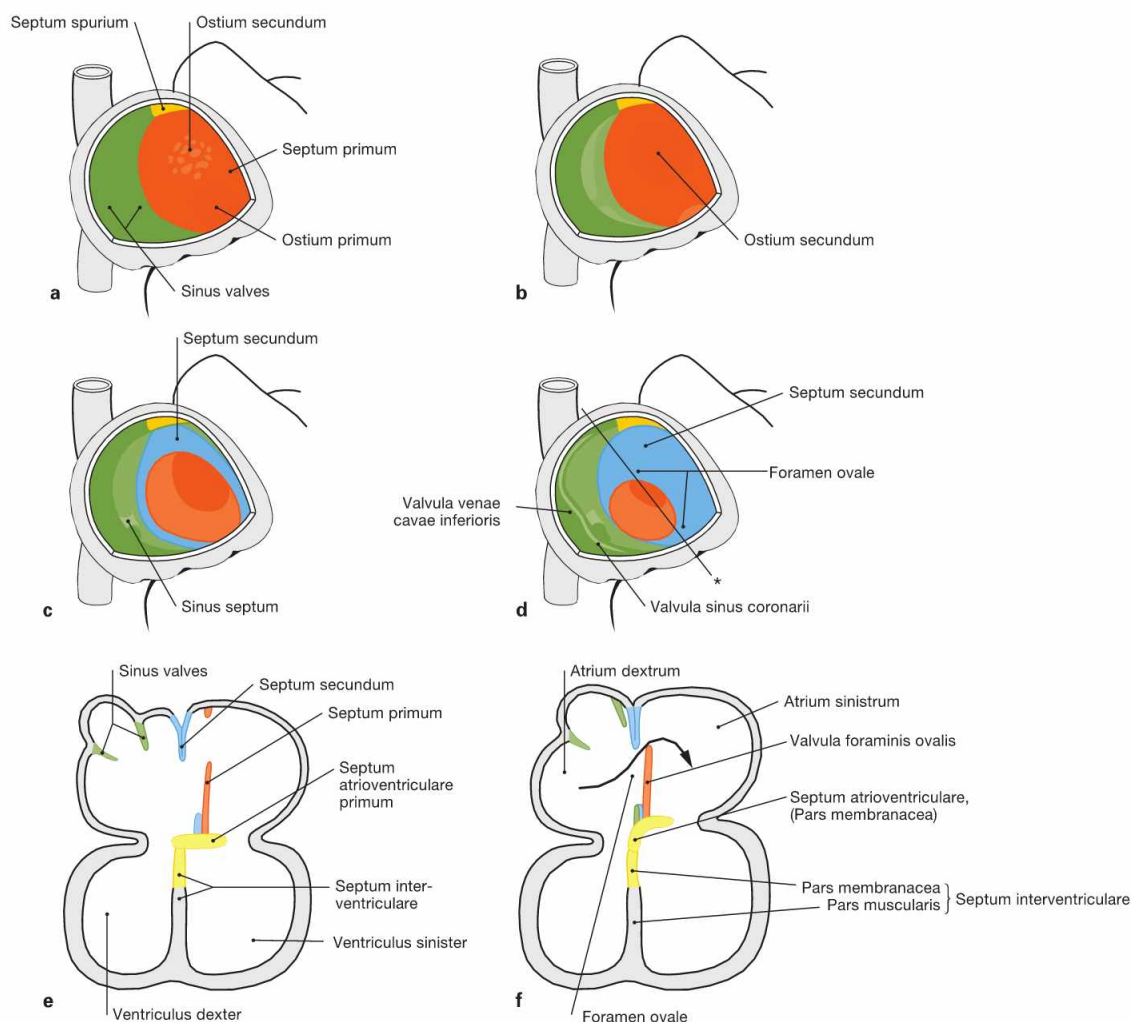 Septum spurium
Ostium secundum
Septum primum
Ostium primum
Sinus valves
a
Ostium secundum
b
Septum secundum
Sinus septum
c
Septum secundum
Foramen ovale
Valvula venae
cavae inferioris
*
Valvula sinus coronarii
d
Sinus valves
Septum secundum
Septum primum
Septum
atrioventriculare
primum
Septum inter-
ventriculare
Ventriculus sinister
Ventriculus dexter
e
Atrium dextrum
Atrium sinistrum
Valvula foraminis ovalis
Septum atrioventriculare,
(Pars membranacea)
Pars membranacea
Pars muscularis
Septum interventriculare
Foramen ovale
f